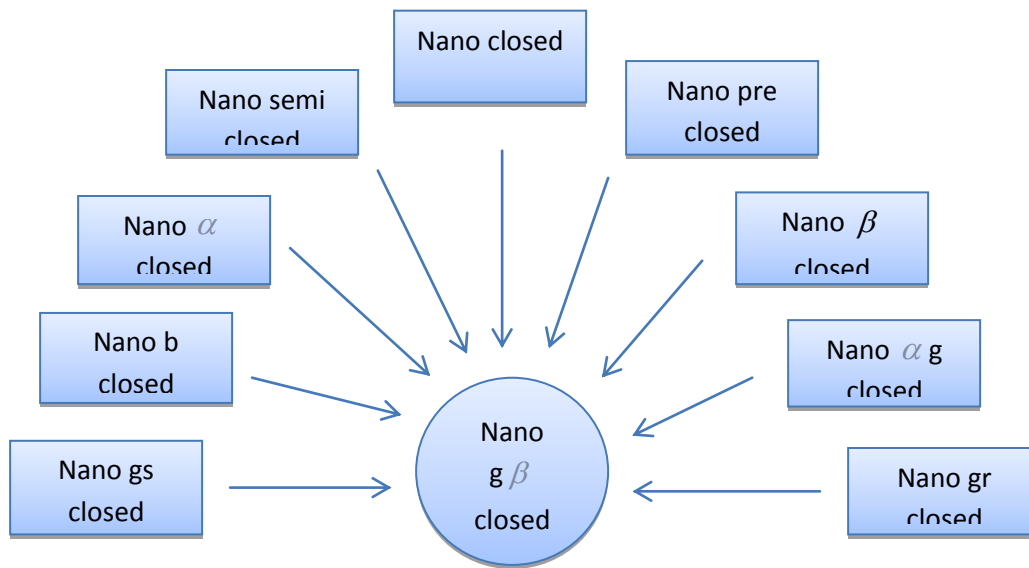 Nano closed
Nano semi
closed
Nano pre
closed
Nano α
closed
Nano β
closed
Nano b
closed
Nano α g
closed
Nano gs
closed
Nano
g β
closed
Nano gr
closed